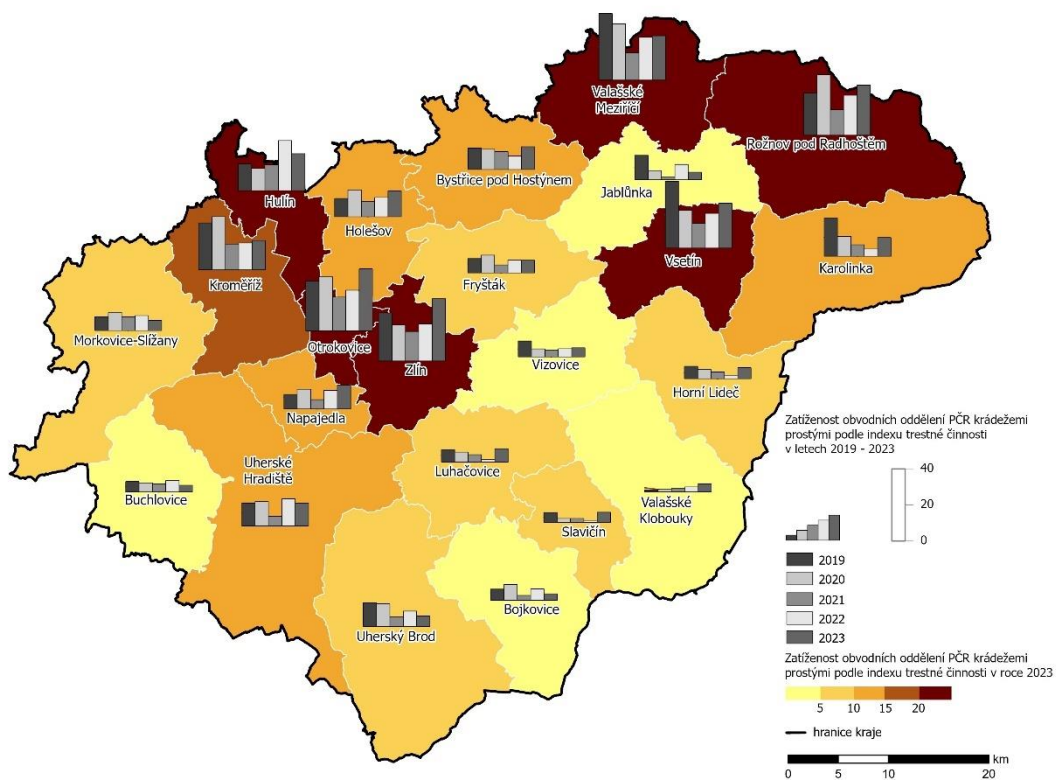 Valašské
Meziříčí
Rožnov pod Radhoštěm
Bystřice pod Hostýnem
Jablůnka
Hulín
Holešov
Vsetín
Karolinka
Kroměříž
Fryšták
Morkovice-Slížany
Otrokovice
Zlín
Vizovice
Horní Lideč
Napajedla
Uherské
Hradiště
Luhačovice
Buchlovice
Valašské
Klobouky
Slavičín
Bojkovice
Uherský Brod
Zatíženost obvodních oddělení PČR krádežemi
prostými podle indexu trestné činnosti
v letech 2019 - 2023
40
20
0
2019
2020
2021
2022
2023
Zatíženost obvodních oddělení PČR krádežemi
prostými podle indexu trestné činnosti v roce 2023
5 10 15 20
hranice kraje
km
0 5 10 20